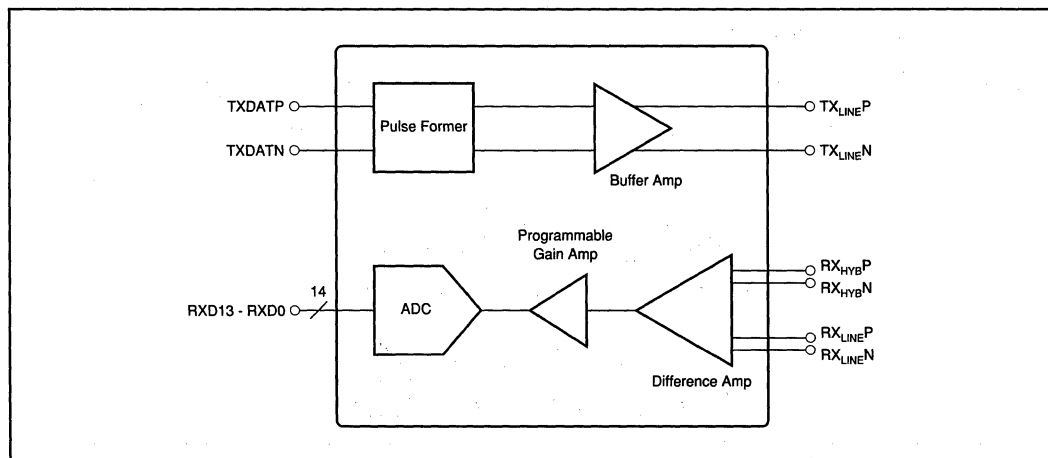 TXDATP
TXDATN
Pulse Former
Buffer Amp
TXLINEP
TXLINEN
Programmable
Gain Amp
RXD13 - RXD0
14
ADC
Difference Amp
RXHYBP
RXHYBN
RXLINEP
RXLINEN